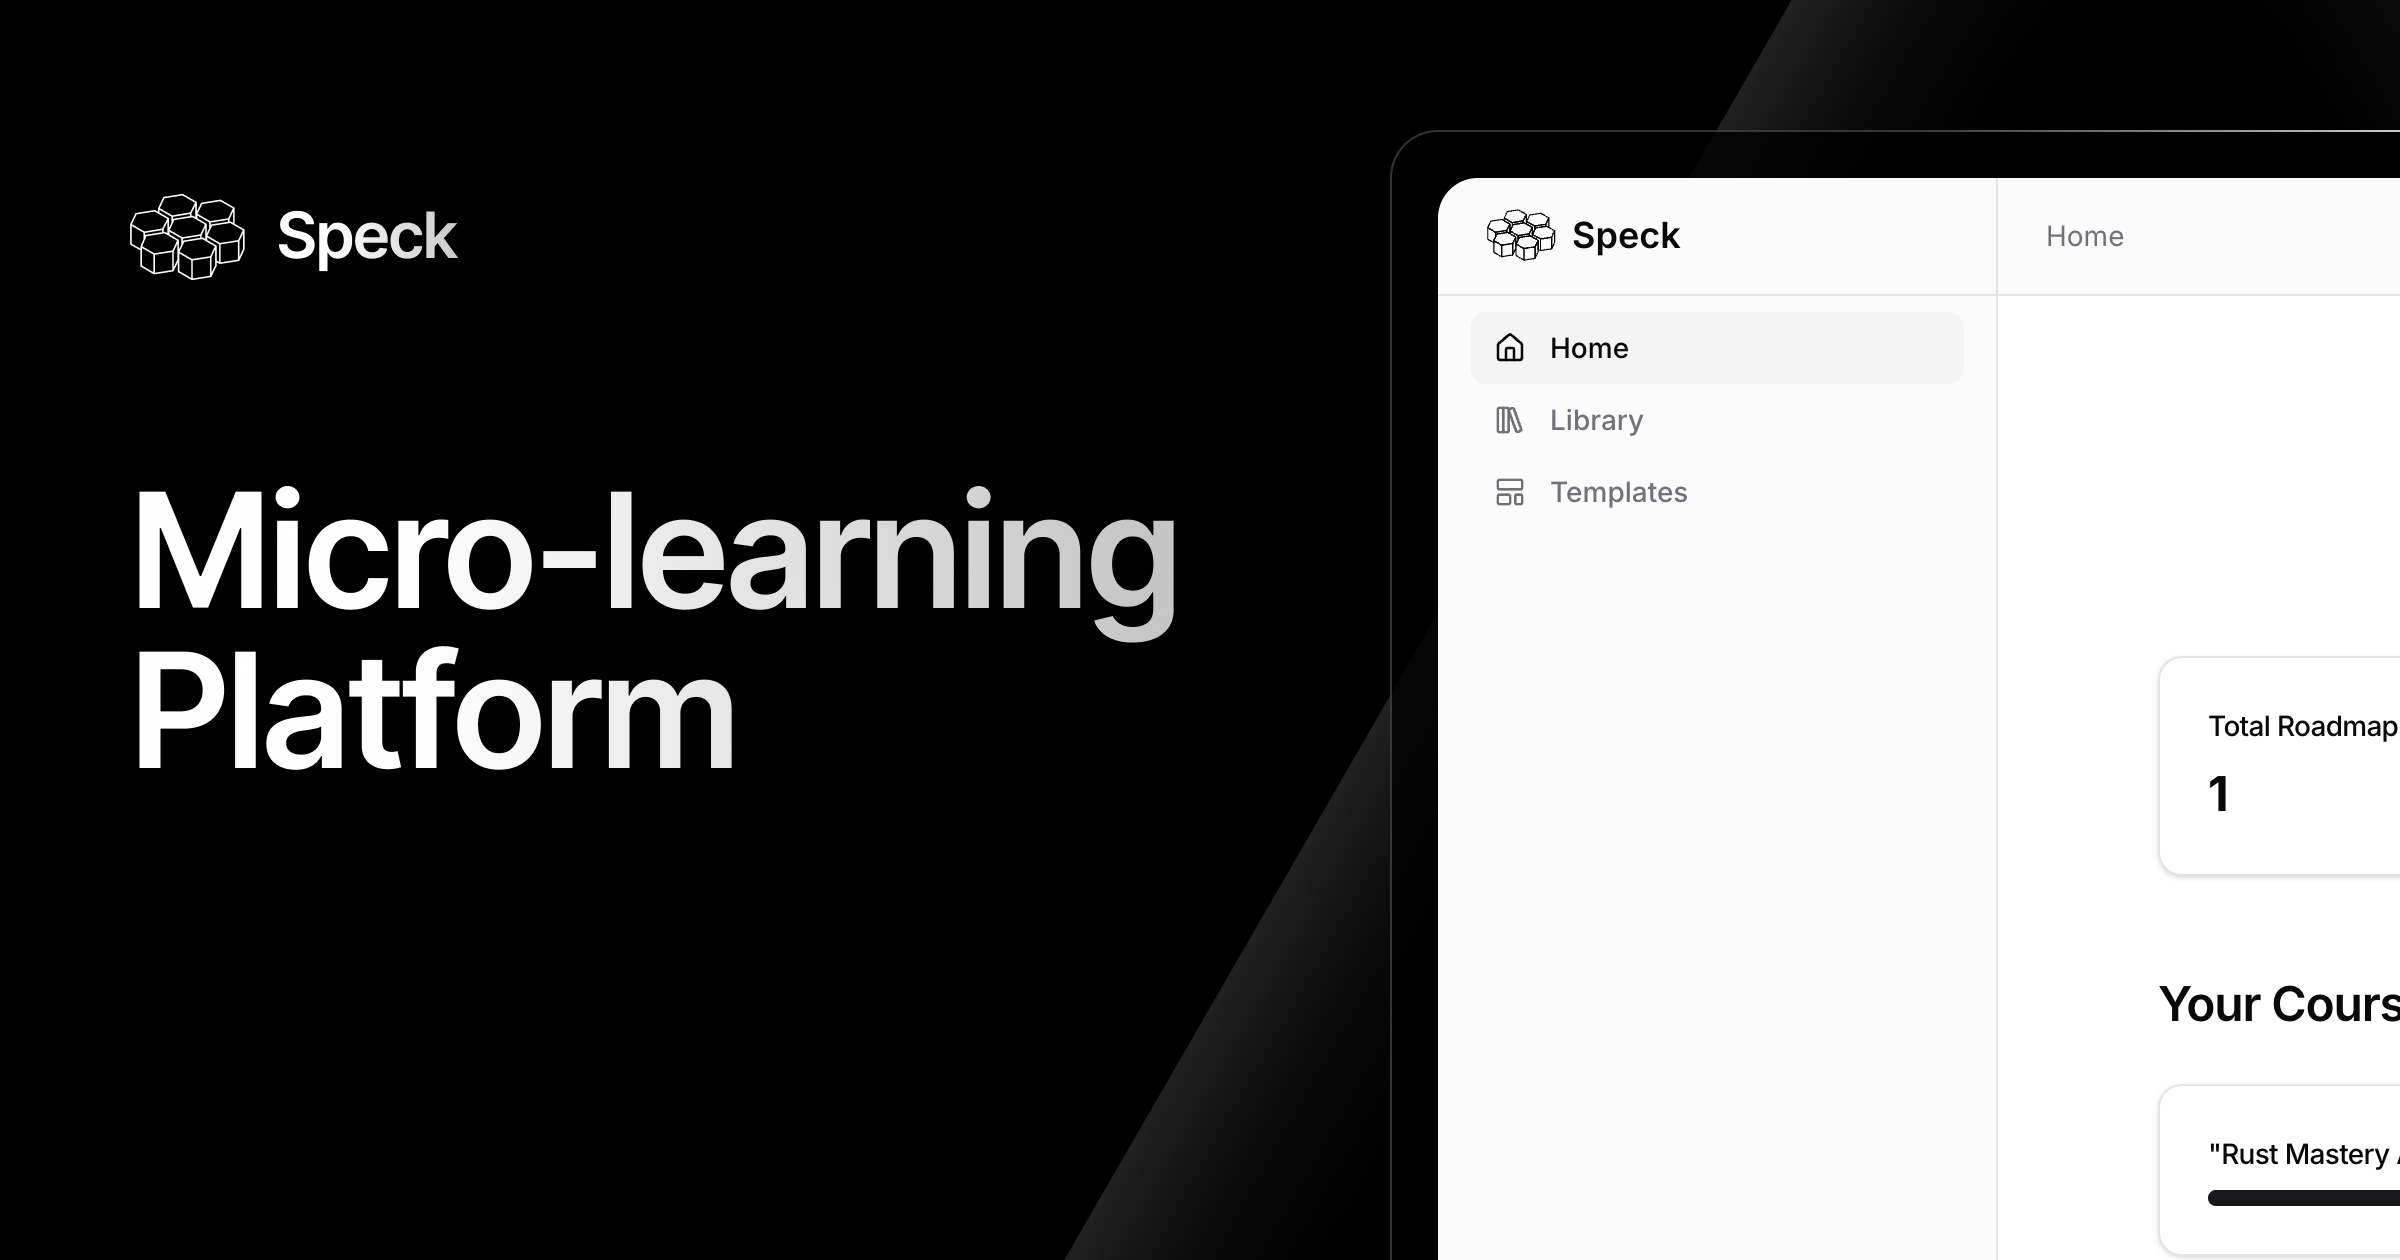 Speck
Micro-learning
Platform
Speck
Home
Home
Library
Templates
Total Roadmap
1
Your Cours
"Rust Mastery